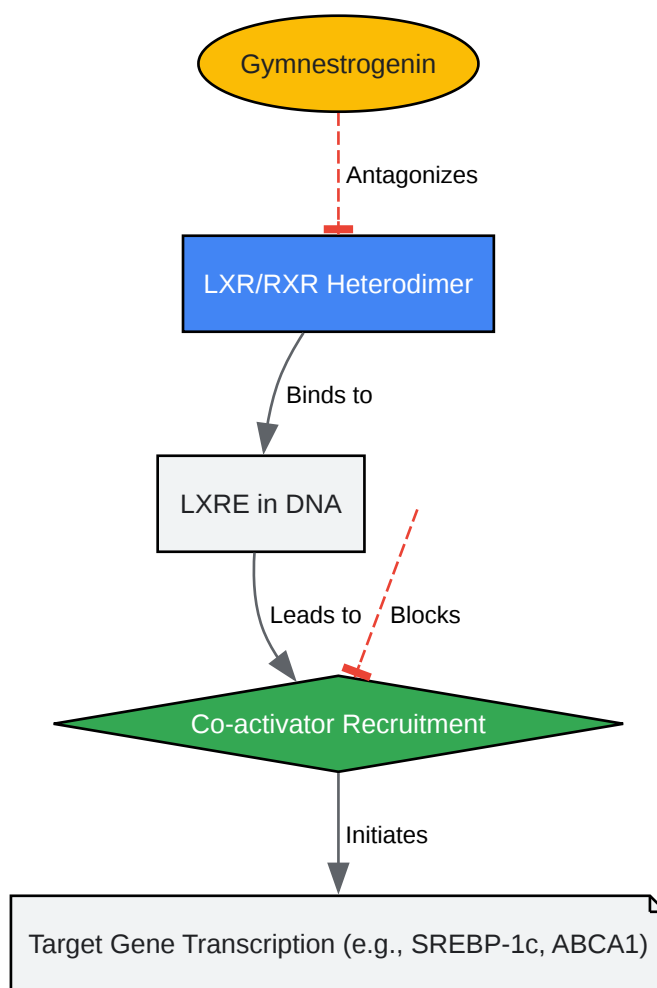 Gymnestrogenin
Antagonizes
LXR/RXR Heterodimer
Binds to
LXRE in DNA
Leads to
Blocks
Co-activator Recruitment
Initiates
Target Gene Transcription (e.g., SREBP-1c, ABCA1)